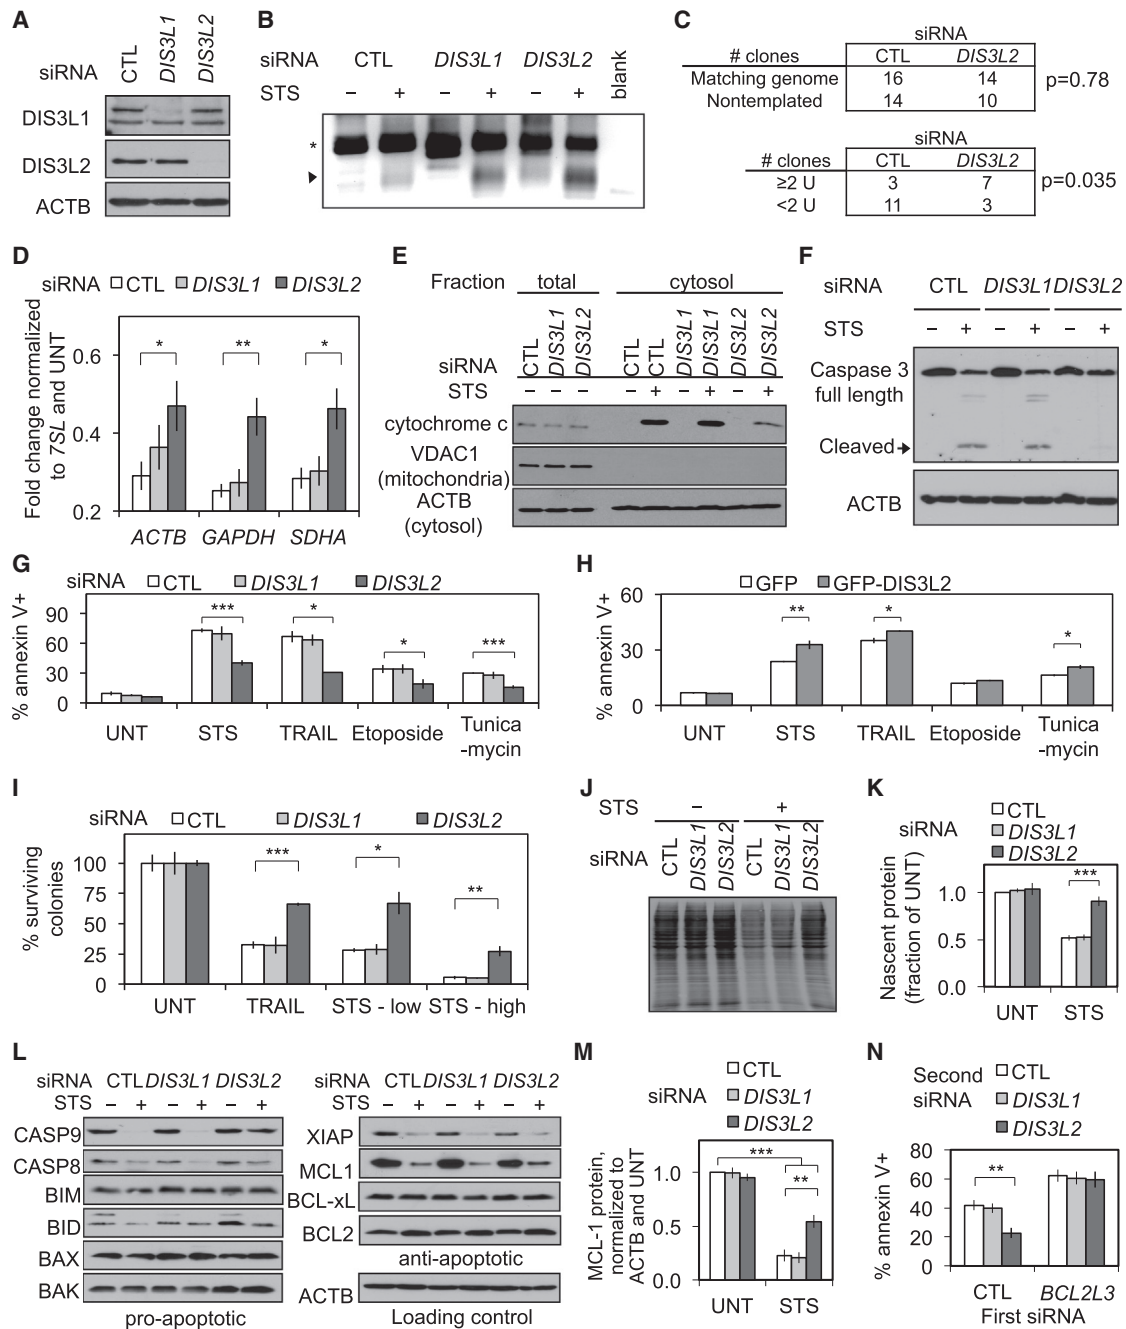 A
siRNA
CTL
DIS3L1
DIS3L2
DIS3L1
DIS3L2
ACTB
B
siRNA CTL DIS3L1 DIS3L2 blank
STS – + – + – +
*
C
siRNA
# clones CTL DIS3L2
Matching genome 16 14
Nontemplated 14 10
p=0.78
siRNA
# clones CTL DIS3L2
≥2 U 3 7
<2 U 11 3
p=0.035
D
siRNA CTL DIS3L1 DIS3L2
Fold change normalized
to 7SL and UNT
0.6
0.4
0.2
* ** *
ACTB GAPDH SDHA
E
Fraction total cytosol
siRNA CTL DIS3L1 DIS3L2 CTL CTL DIS3L1 DIS3L1 DIS3L2 DIS3L2
STS – – – – + – + – +
cytochrome c
VDAC1
(mitochondria)
ACTB
(cytosol)
F
siRNA CTL DIS3L1 DIS3L2
STS – + – + – +
Caspase 3
full length
Cleaved
ACTB
G
siRNA CTL DIS3L1 DIS3L2
% annexin V+
90
60
30
0
*** * * ***
UNT STS TRAIL Etoposide Tunica
-mycin
H
GFP GFP-DIS3L2
% annexin V+
60
30
0
** * *
UNT STS TRAIL Etoposide Tunica
-mycin
I
siRNA CTL DIS3L1 DIS3L2
% surviving
colonies
100
75
50
25
0
*** * **
UNT TRAIL STS - low STS - high
J
STS – +
siRNA CTL DIS3L1 DIS3L2 CTL DIS3L1 DIS3L2
K
siRNA
CTL
DIS3L1
DIS3L2
Nascent protein
(fraction of UNT)
1.0
0.5
0.0
***
UNT STS
L
siRNA CTL DIS3L1 DIS3L2
STS – + – + – +
CASP9
CASP8
BIM
BID
BAX
BAK
pro-apoptotic
siRNA CTL DIS3L1 DIS3L2
STS – + – + – +
XIAP
MCL1
BCL-xL
BCL2
anti-apoptotic
ACTB
Loading control
M
siRNA
CTL
DIS3L1
DIS3L2
MCL-1 protein,
normalized to
ACTB and UNT
1.0
0.5
0.0
***
**
UNT STS
N
Second
siRNA
CTL
DIS3L1
DIS3L2
% annexin V+
80
60
40
20
0
**
CTL BCL2L3
First siRNA